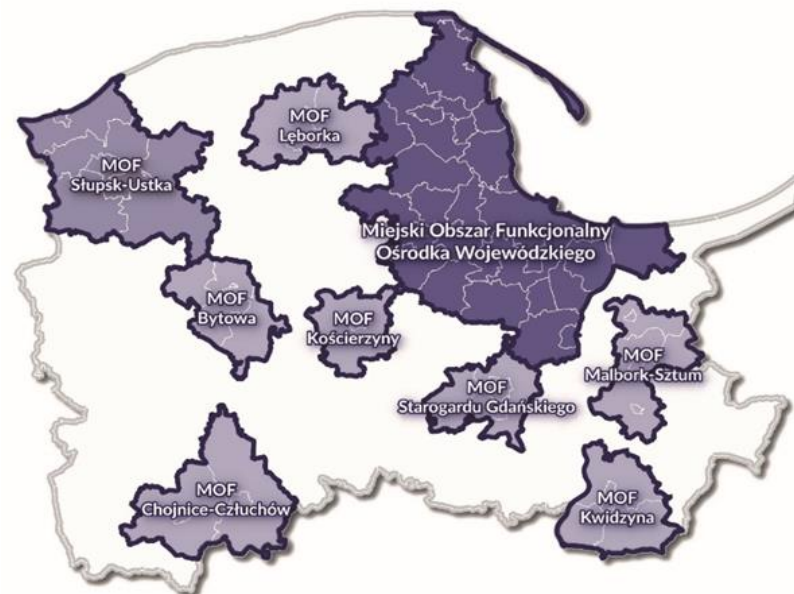 MOF
Lęborka
MOF
Słupsk-Ustka
Miejski Obszar Funkcjonalny
Ośrodka Wojewódzkiego
MOF
Bytowa
MOF
Kościerzyny
MOF
Malbork-Sztum
MOF
Starogardu Gdańskiego
MOF
Chojnice-Człuchów
MOF
Kwidzyna